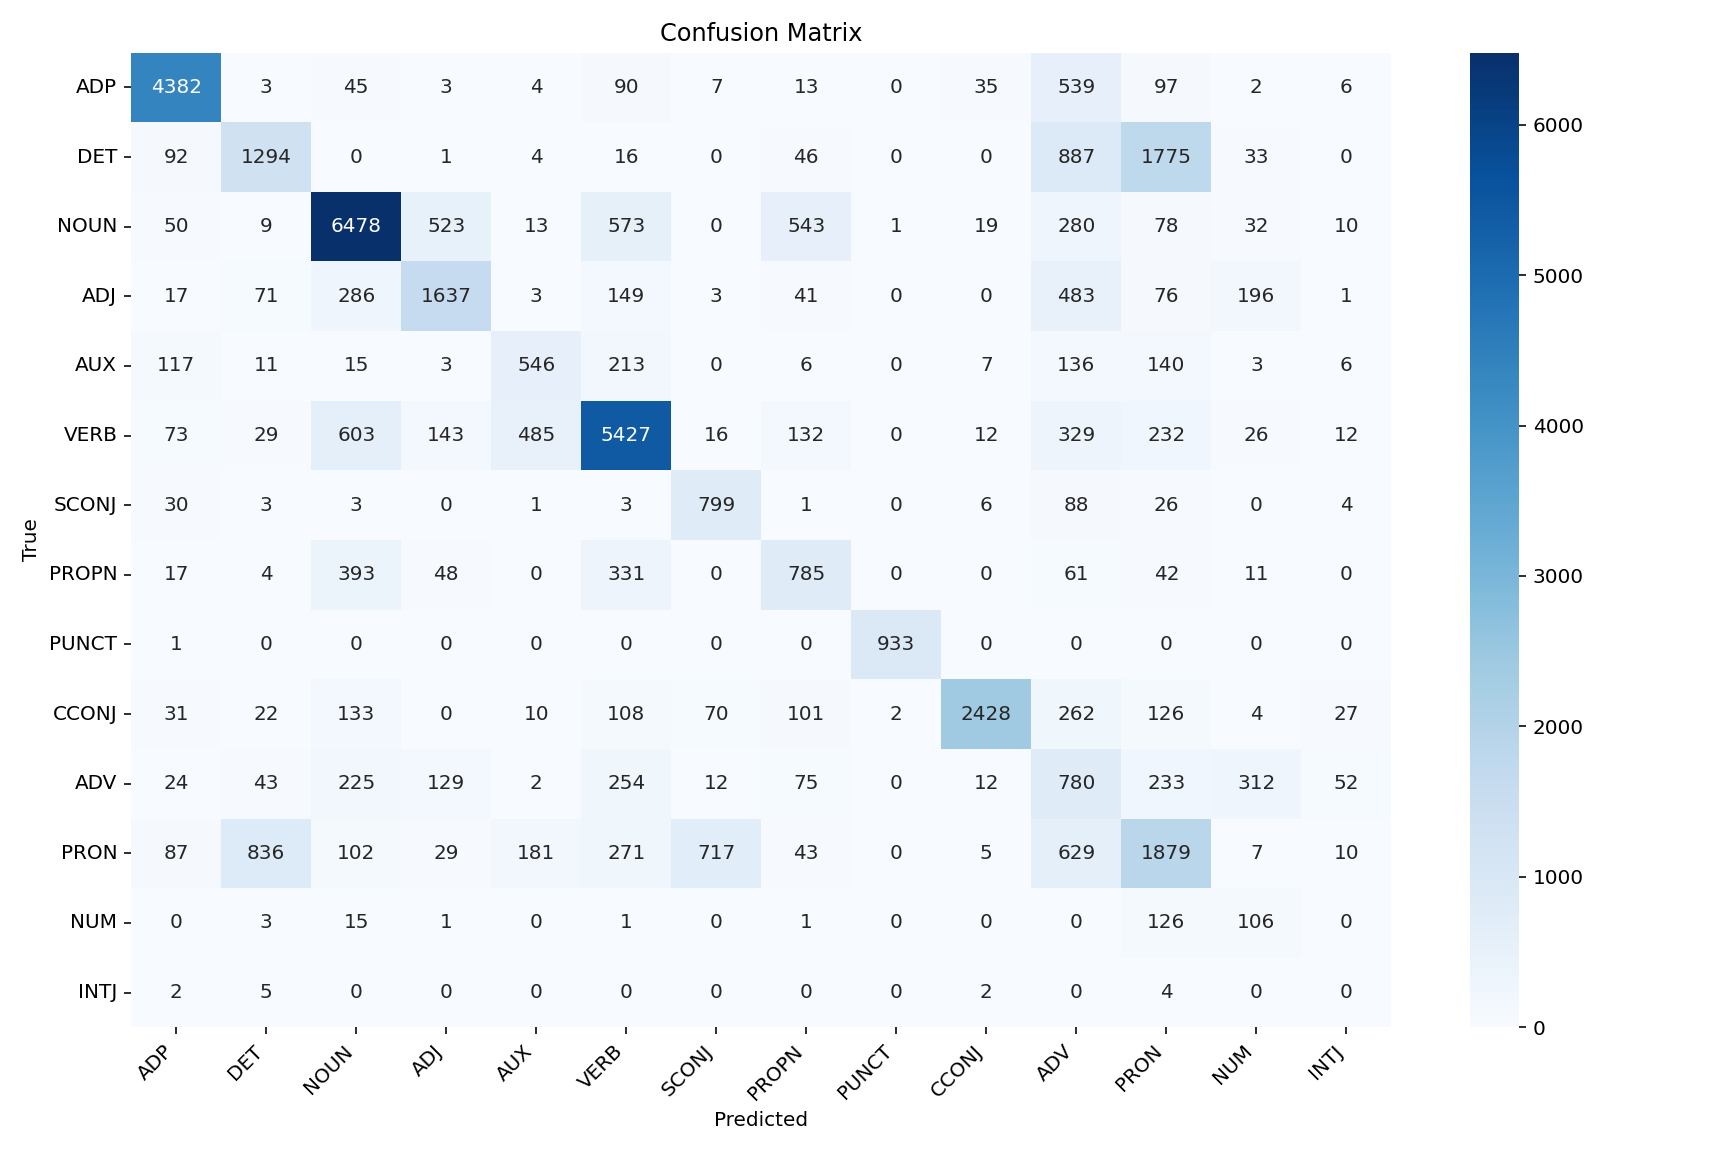 Confusion Matrix
ADP 4382 3 45 3 4 90 7 13 0 35 539 97 2 6
DET 92 1294 0 1 4 16 0 46 0 0 887 1775 33 0
NOUN 50 9 6478 523 13 573 0 543 1 19 280 78 32 10
ADJ 17 71 286 1637 3 149 3 41 0 0 483 76 196 1
AUX 117 11 15 3 546 213 0 6 0 7 136 140 3 6
VERB 73 29 603 143 485 5427 16 132 0 12 329 232 26 12
SCONJ 30 3 3 0 1 3 799 1 0 6 88 26 0 4
PROPN 17 4 393 48 0 331 0 785 0 0 61 42 11 0
PUNCT 1 0 0 0 0 0 0 0 933 0 0 0 0 0
CCONJ 31 22 133 0 10 108 70 101 2 2428 262 126 4 27
ADV 24 43 225 129 2 254 12 75 0 12 780 233 312 52
PRON 87 836 102 29 181 271 717 43 0 5 629 1879 7 10
NUM 0 3 15 1 0 1 0 1 0 0 0 126 106 0
INTJ 2 5 0 0 0 0 0 0 0 2 0 4 0 0
ADP DET NOUN ADJ AUX VERB SCONJ PROPN PUNCT CCONJ ADV PRON NUM INTJ
Predicted
True
6000
5000
4000
3000
2000
1000
0